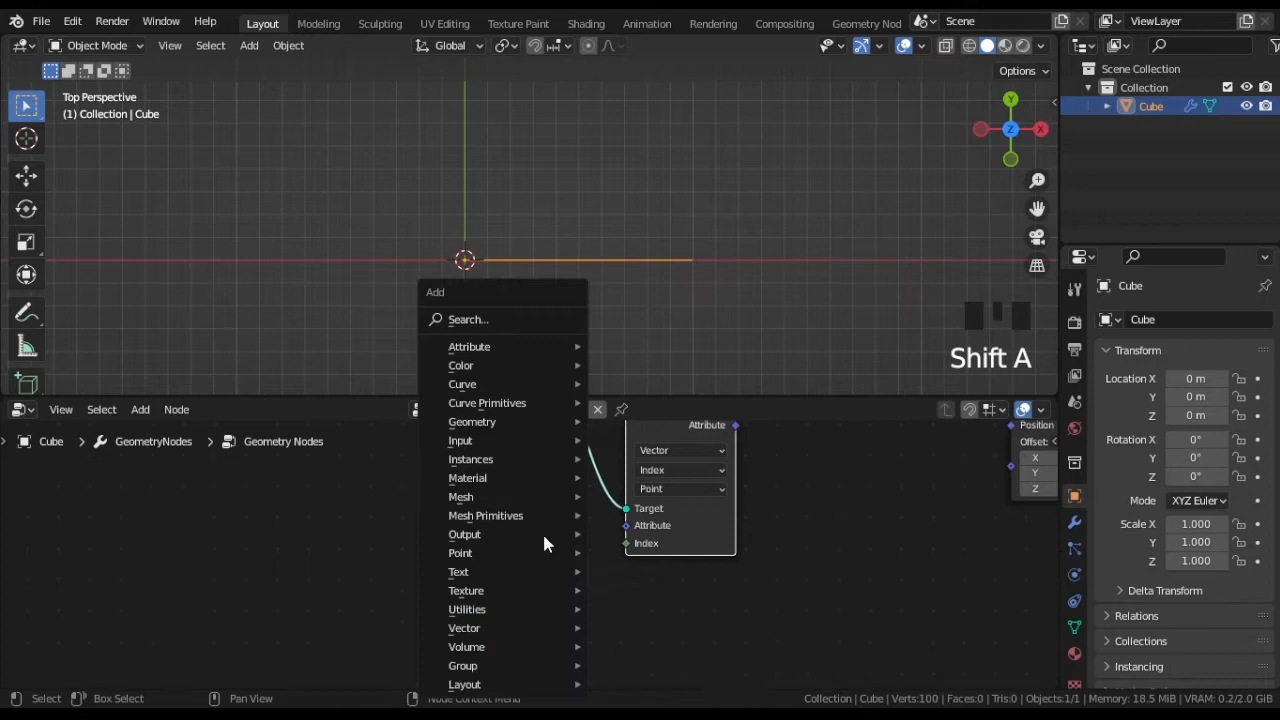 File Edit Render Window Help Layout Modeling Sculpting UV Editing Texture Paint Shading Animation Rendering Compositing Geometry Nod Scene ViewLayer
Object Mode View Select Add Object Global
Options
Top Perspective
(1) Collection | Cube
Y
Z X
Scene Collection
Collection
Cube
Add
Search...
Attribute
Color
Curve
Curve Primitives
Geometry
Input
Instances
Material
Mesh
Mesh Primitives
Output
Point
Text
Texture
Utilities
Vector
Volume
Group
Layout
Shift A
View Select Add Node
Cube GeometryNodes Geometry Nodes
Attribute
Vector
Index
Point
Target
Attribute
Index
Position
Offset:
X
Y
Z
Cube
Cube
Transform
Location X 0 m
Y 0 m
Z 0 m
Rotation X 0°
Y 0°
Z 0°
Mode XYZ Euler
Scale X 1.000
Y 1.000
Z 1.000
Delta Transform
Relations
Collections
Instancing
Select Box Select Pan View Node Context Menu Collection | Cube | Verts:100 | Faces:0 | Tris:0 | Objects:1/1 | Memory: 18.5 MiB | VRAM: 0.2/2.0 GiB